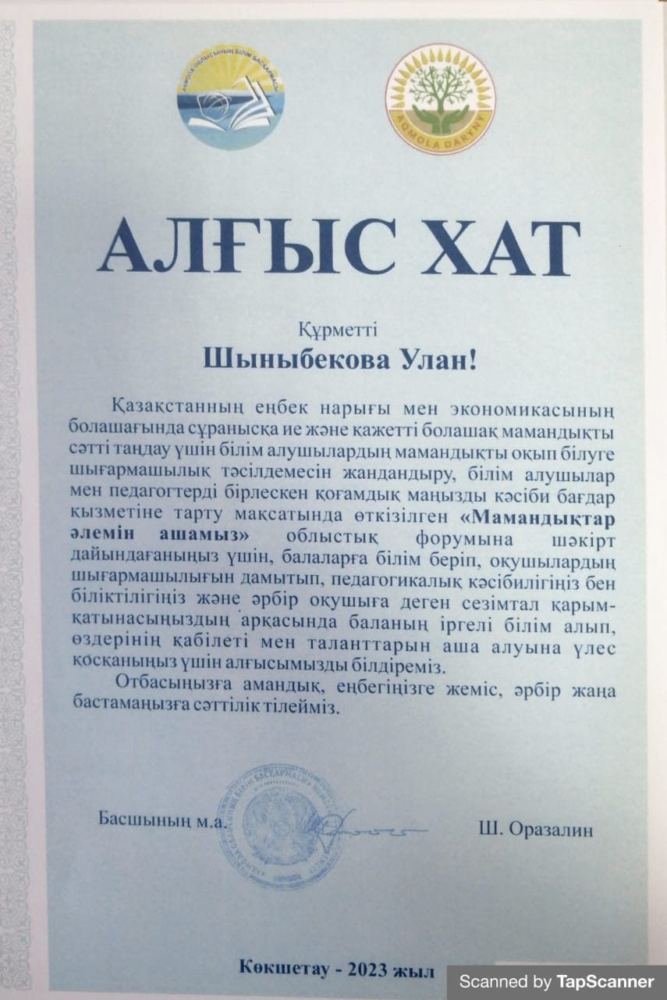 АҚМОЛА ОБЛЫСЫНЫҢ БІЛІМ БАСҚАРМАСЫ
AQMOLA DARYNY
АЛҒЫС ХАТ
Құрметті
Шыныбекова Улан!
Қазақстанның еңбек нарығы мен экономикасының
болашағында сұранысқа ие және қажетті болашақ мамандықты
сәтті таңдау үшін білім алушылардың мамандықты оқып білуге
шығармашылық тәсілдемесін жандандыру, білім алушылар
мен педагогтерді бірлескен қоғамдық маңызды кәсіби бағдар
қызметіне тарту мақсатында өткізілген «Мамандықтар
әлемін ашамыз» облыстық форумына шәкірт
дайындағаныңыз үшін, балаларға білім беріп, оқушылардың
шығармашылығын дамытып, педагогикалық кәсібилігіңіз бен
біліктілігіңіз және әрбір оқушыға деген сезімтал қарым-
қатынасыңыздың арқасында баланың іргелі білім алып,
өздерінің қабілеті мен таланттарын аша алуына үлес
қосқаныңыз үшін алғысымызды білдіреміз.
Отбасыңызға амандық, еңбегіңізге жеміс, әрбір жаңа
бастамаңызға сәттілік тілейміз.
Басшының м.а.
Ш. Оразалин
Көкшетау - 2023 жыл
Scanned by TapScanner